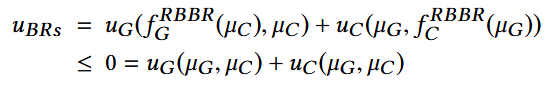 u_{BRs} = u_G(f_G^{RBBR}(μ_C), μ_C) + u_C(μ_G, f_C^{RBBR}(μ_G))
≤ 0 = u_G(μ_G, μ_C) + u_C(μ_G, μ_C)